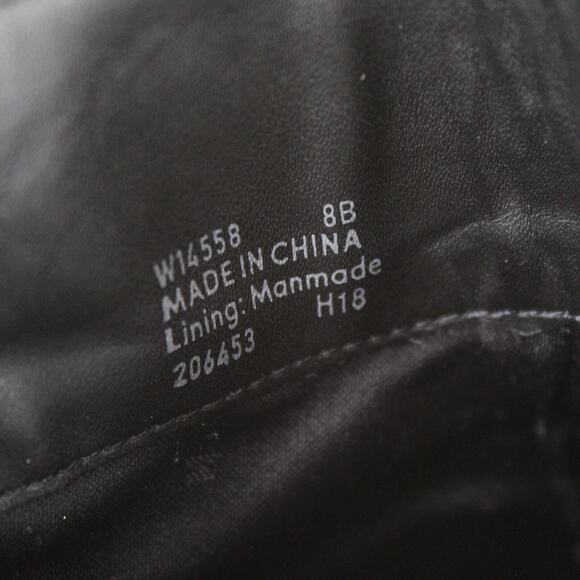 W14558 8B
MADE IN CHINA
Lining: Manmade
206453 H18